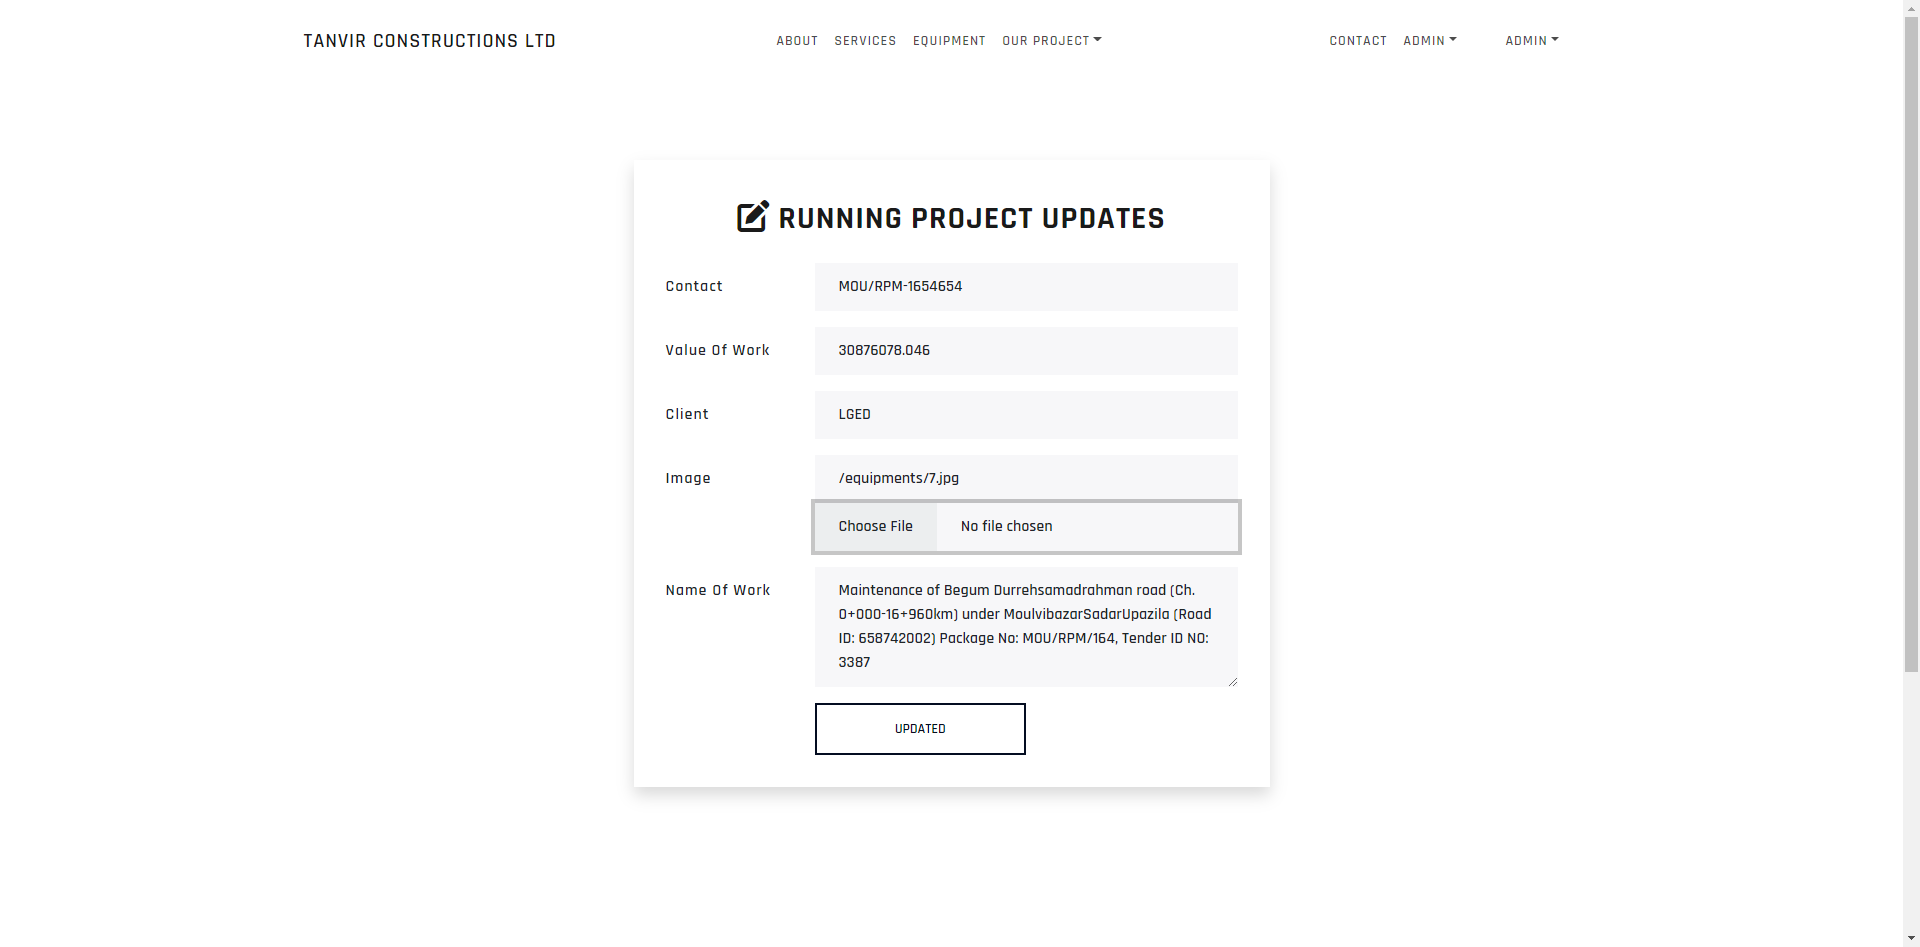 TANVIR CONSTRUCTIONS LTD
ABOUT SERVICES EQUIPMENT OUR PROJECT
CONTACT ADMIN ADMIN
RUNNING PROJECT UPDATES
Contact MOU/RPM-1654654
Value Of Work 30876078.046
Client LGED
Image /equipments/7.jpg
Choose File No file chosen
Name Of Work Maintenance of Begum Durrehsamadrahman road (Ch.
0+000-16+960km) under MoulvibazarSadarUpazila (Road
ID: 658742002) Package No: MOU/RPM/164, Tender ID NO:
3387
UPDATED